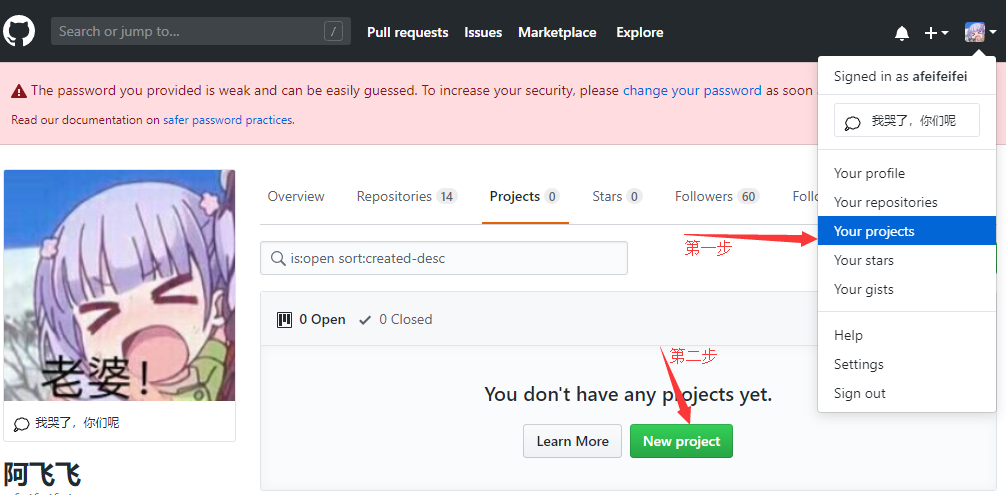 Search or jump to...
/
Pull requests
Issues
Marketplace
Explore
Signed in as afeifeifei
The password you provided is weak and can be easily guessed. To increase your security, please change your password as soon
Read our documentation on safer password practices.
我哭了，你们呢
Your profile
Your repositories
Your projects
Your stars
Your gists
Help
Settings
Sign out
Overview
Repositories 14
Projects 0
Stars 0
Followers 60
第一步
is:open sort:created-desc
0 Open
0 Closed
第二步
You don't have any projects yet.
Learn More
New project
老婆！
我哭了，你们呢
阿飞飞